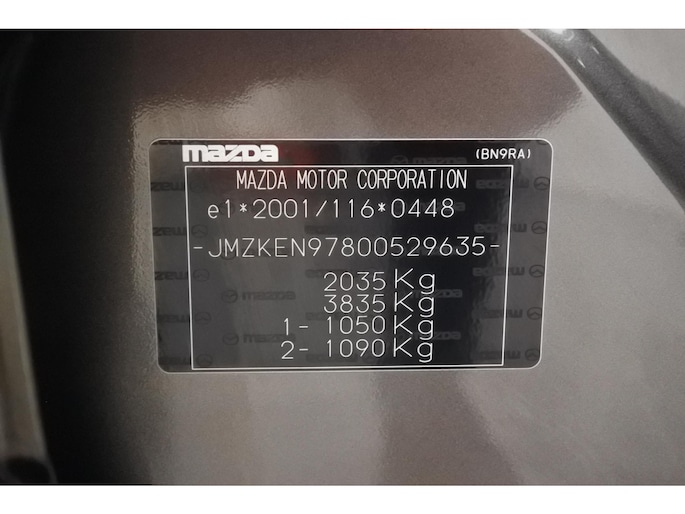 mazda (BN9RA)
MAZDA MOTOR CORPORATION
e1*2001/116*0448
-JMZKEN97800529635-
2035 Kg
3835 Kg
1- 1050 Kg
2- 1090 Kg